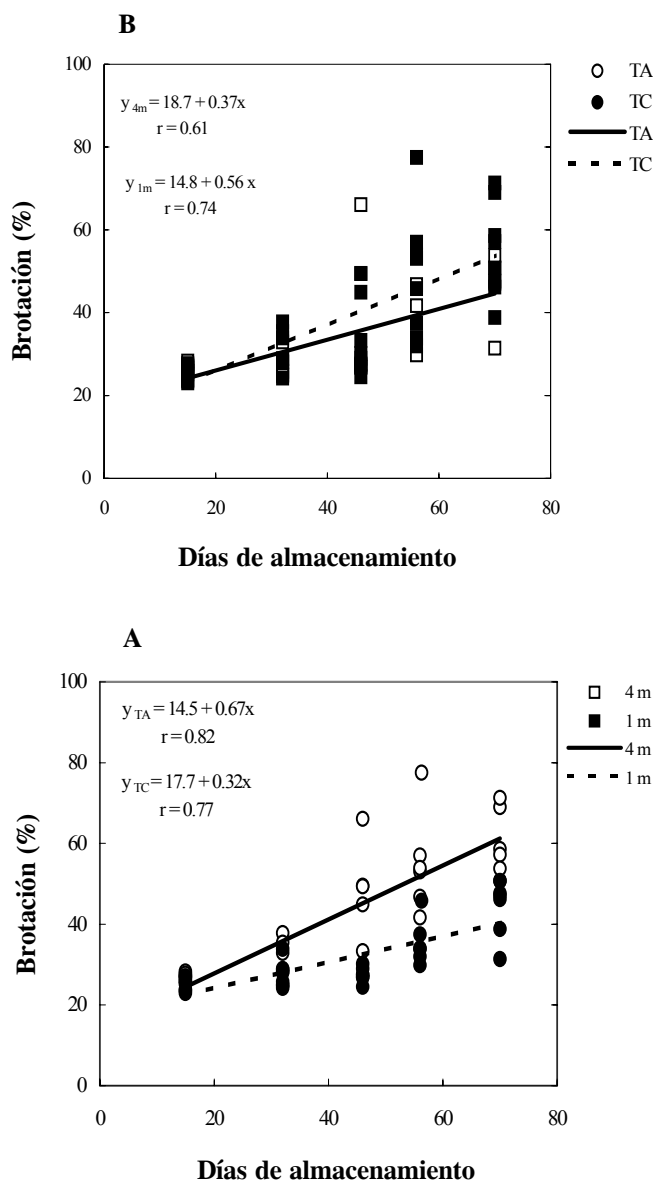 B
100
80
60
40
20
0
y 4m = 18.7 + 0.37x
r = 0.61
y 1m = 14.8 + 0.56 x
r = 0.74
TA
TC
TA
TC
Brotación (%)
0 20 40 60 80
Días de almacenamiento
A
100
80
60
40
20
0
y TA = 14.5 + 0.67x
r = 0.82
y TC = 17.7 + 0.32x
r = 0.77
4 m
1 m
4 m
1 m
Brotación (%)
0 20 40 60 80
Días de almacenamiento